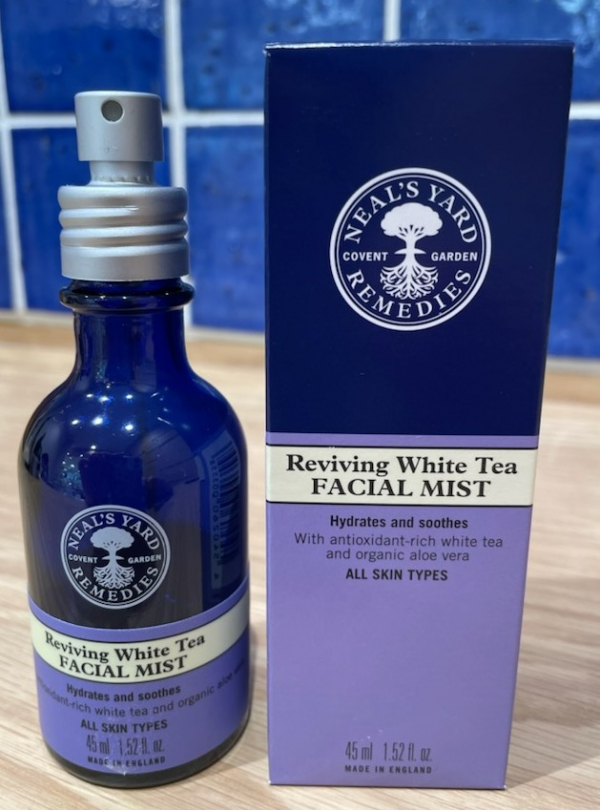 NEAL'S YARD
COVENT GARDEN
REMEDIES
Reviving White Tea
FACIAL MIST
Hydrates and soothes
-rich white tea and organic aloe
ALL SKIN TYPES
45 ml 1.52 fl. oz.
MADE IN ENGLAND
NEAL'S YARD
COVENT GARDEN
REMEDIES
Reviving White Tea
FACIAL MIST
Hydrates and soothes
With antioxidant-rich white tea
and organic aloe vera
ALL SKIN TYPES
45 ml 1.52 fl. oz.
MADE IN ENGLAND